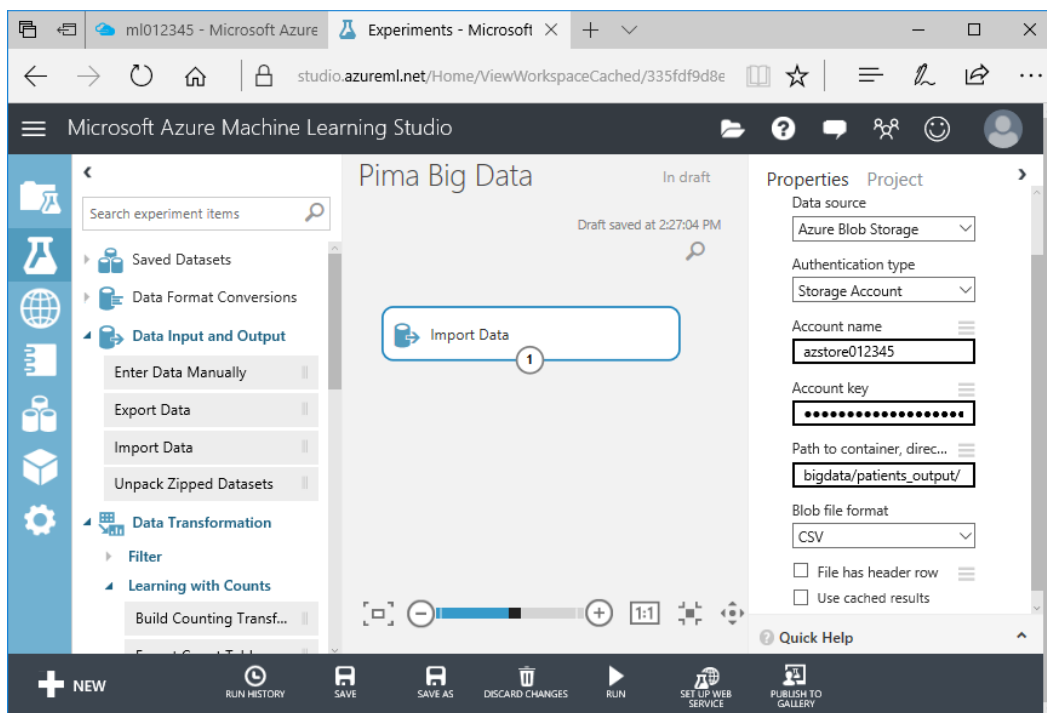 ml012345 - Microsoft Azure
Experiments - Microsoft
studio.azureml.net/Home/ViewWorkspaceCached/335fdf9d8e
Microsoft Azure Machine Learning Studio
Search experiment items
Saved Datasets
Data Format Conversions
Data Input and Output
Enter Data Manually
Export Data
Import Data
Unpack Zipped Datasets
Data Transformation
Filter
Learning with Counts
Build Counting Transf...
Pima Big Data
In draft
Draft saved at 2:27:04 PM
Import Data
1
1:1
Properties Project
Data source
Azure Blob Storage
Authentication type
Storage Account
Account name
azstore012345
Account key
Path to container, direc...
bigdata/patients_output/
Blob file format
CSV
File has header row
Use cached results
Quick Help
NEW
RUN HISTORY
SAVE
SAVE AS
DISCARD CHANGES
RUN
SET UP WEB
SERVICE
PUBLISH TO
GALLERY